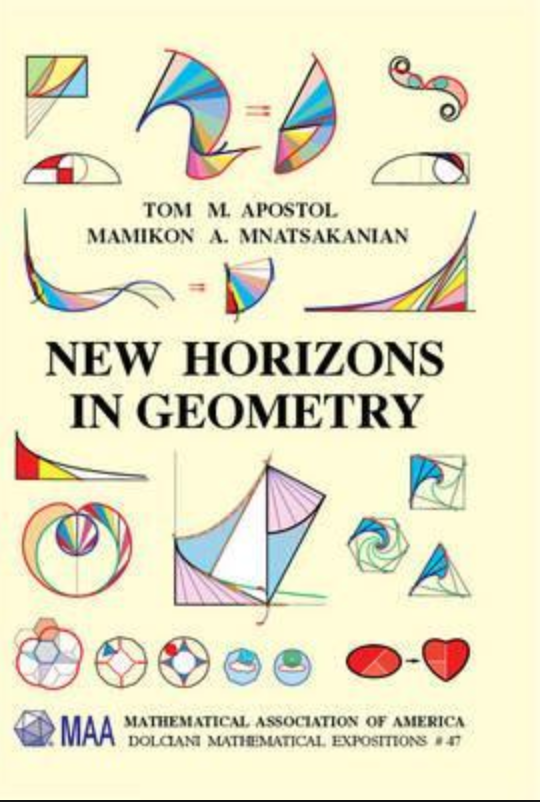 TOM M. APOSTOL
MAMIKON A. MNATSAKANIAN
NEW HORIZONS
IN GEOMETRY
MAA MATHEMATICAL ASSOCIATION OF AMERICA
DOLCIANI MATHEMATICAL EXPOSITIONS # 47